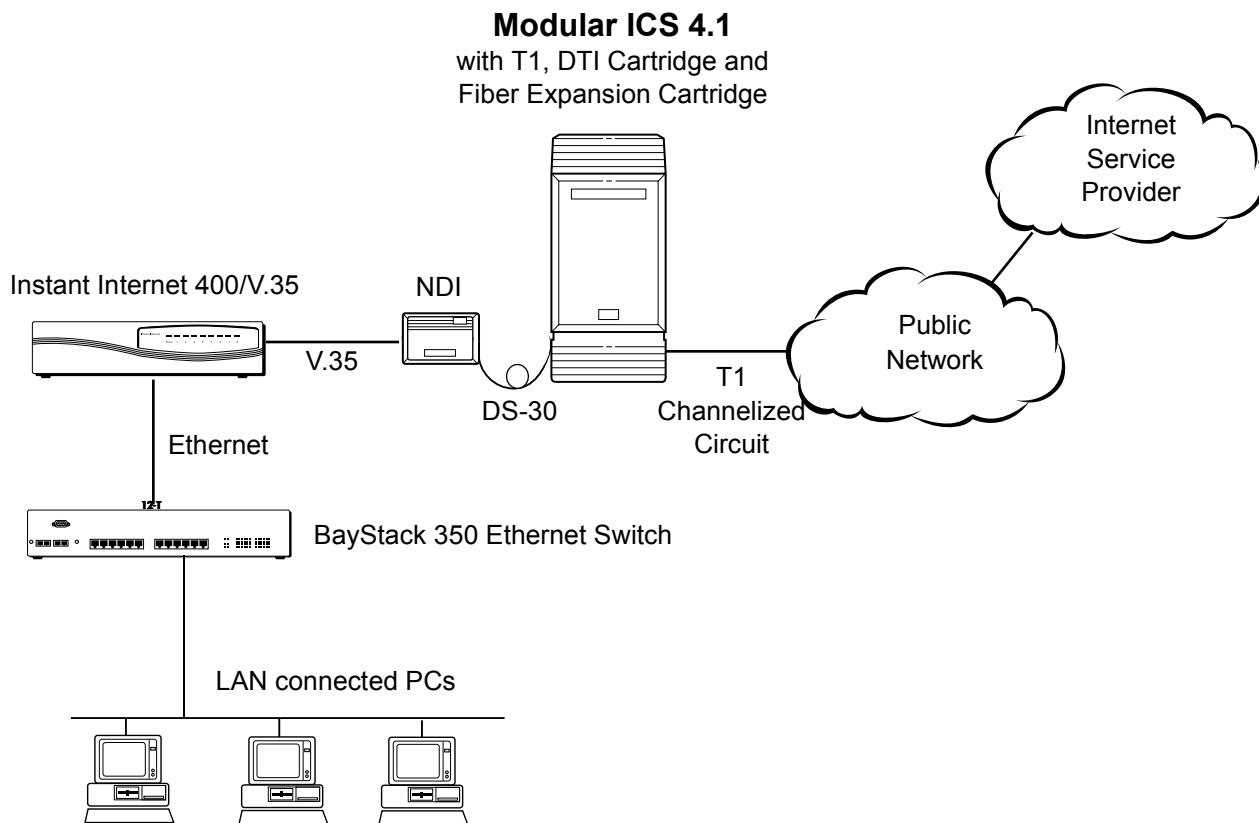 Modular ICS 4.1
with T1, DTI Cartridge and
Fiber Expansion Cartridge
Internet
Service
Provider
Instant Internet 400/V.35
NDI
Public
Network
V.35
T1
Channelized
Circuit
DS-30
Ethernet
12-T
BayStack 350 Ethernet Switch
LAN connected PCs